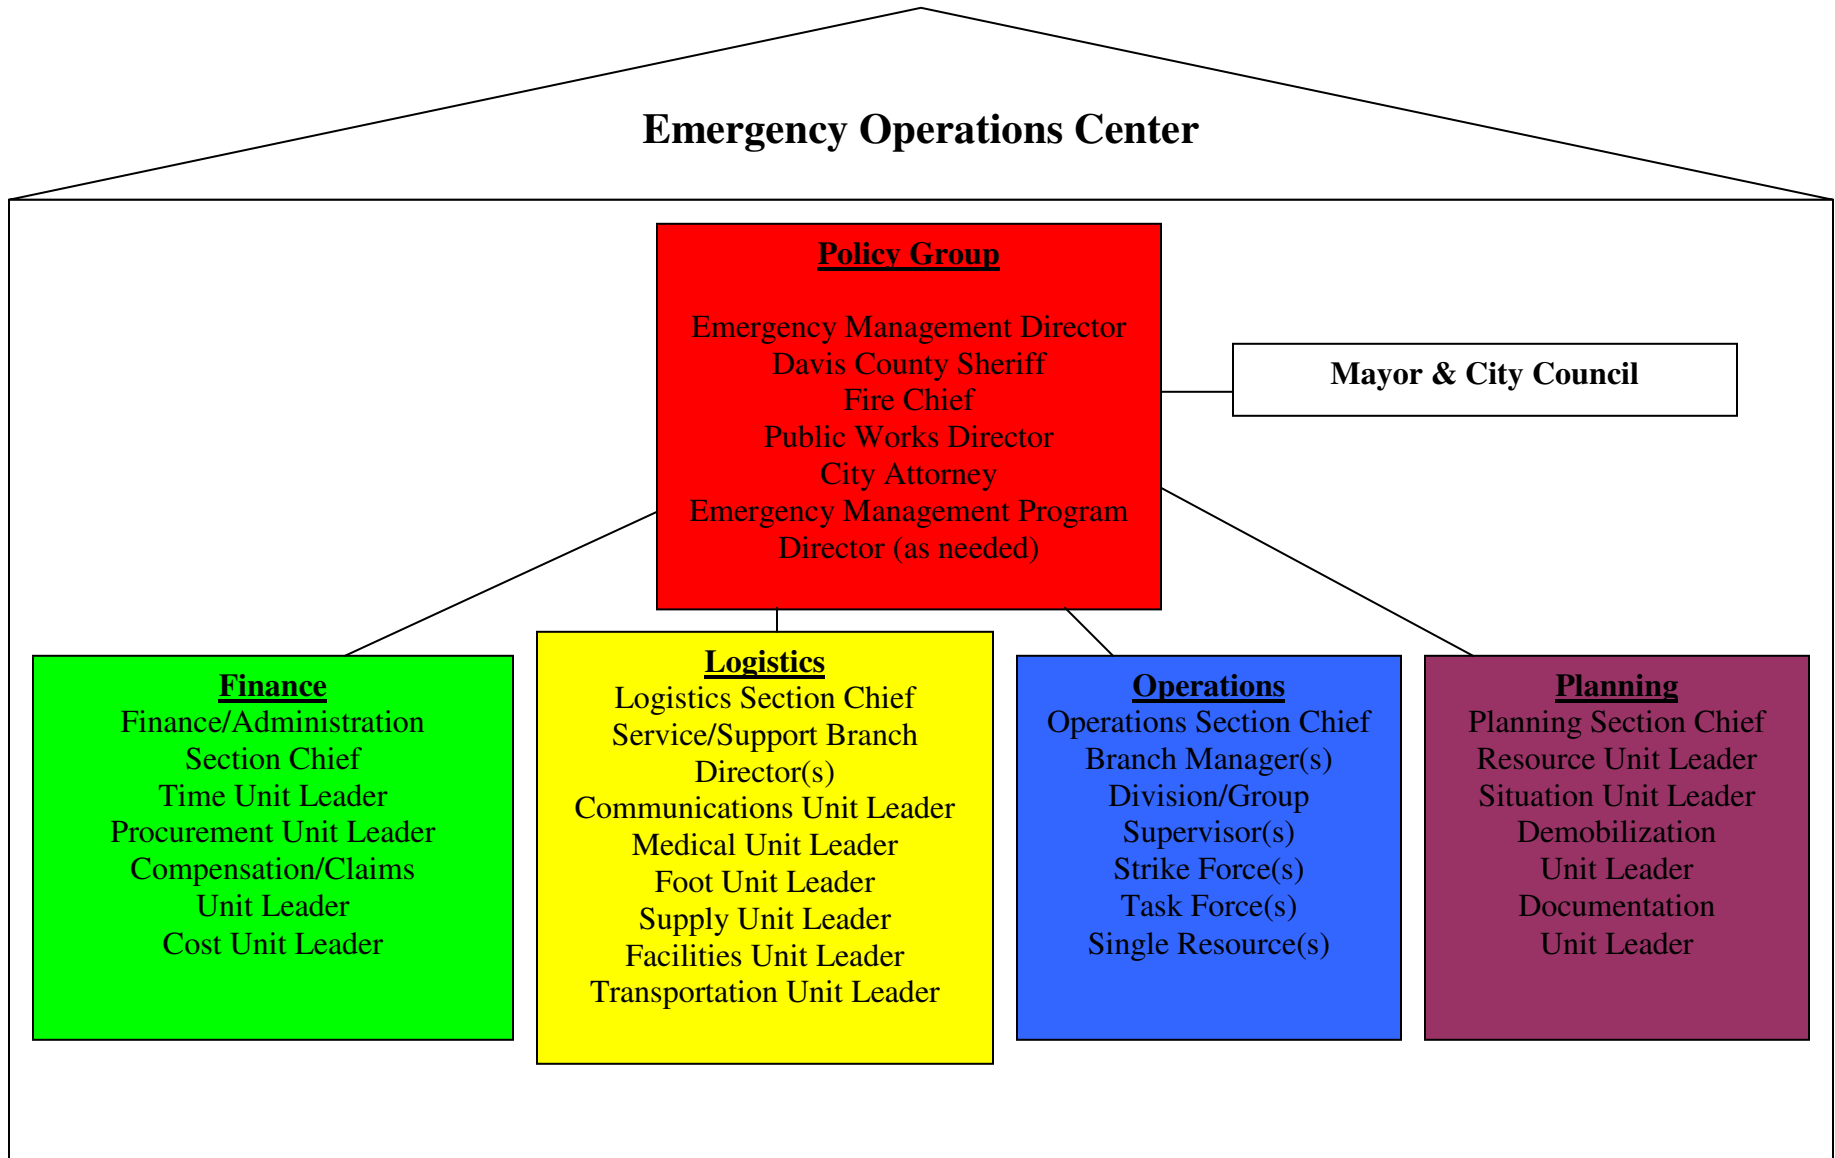 Emergency Operations Center
Policy Group
Emergency Management Director
Davis County Sheriff
Fire Chief
Public Works Director
City Attorney
Emergency Management Program
Director (as needed)
Mayor & City Council
Finance
Finance/Administration
Section Chief
Time Unit Leader
Procurement Unit Leader
Compensation/Claims
Unit Leader
Cost Unit Leader
Logistics
Logistics Section Chief
Service/Support Branch
Director(s)
Communications Unit Leader
Medical Unit Leader
Foot Unit Leader
Supply Unit Leader
Facilities Unit Leader
Transportation Unit Leader
Operations
Operations Section Chief
Branch Manager(s)
Division/Group
Supervisor(s)
Strike Force(s)
Task Force(s)
Single Resource(s)
Planning
Planning Section Chief
Resource Unit Leader
Situation Unit Leader
Demobilization
Unit Leader
Documentation
Unit Leader